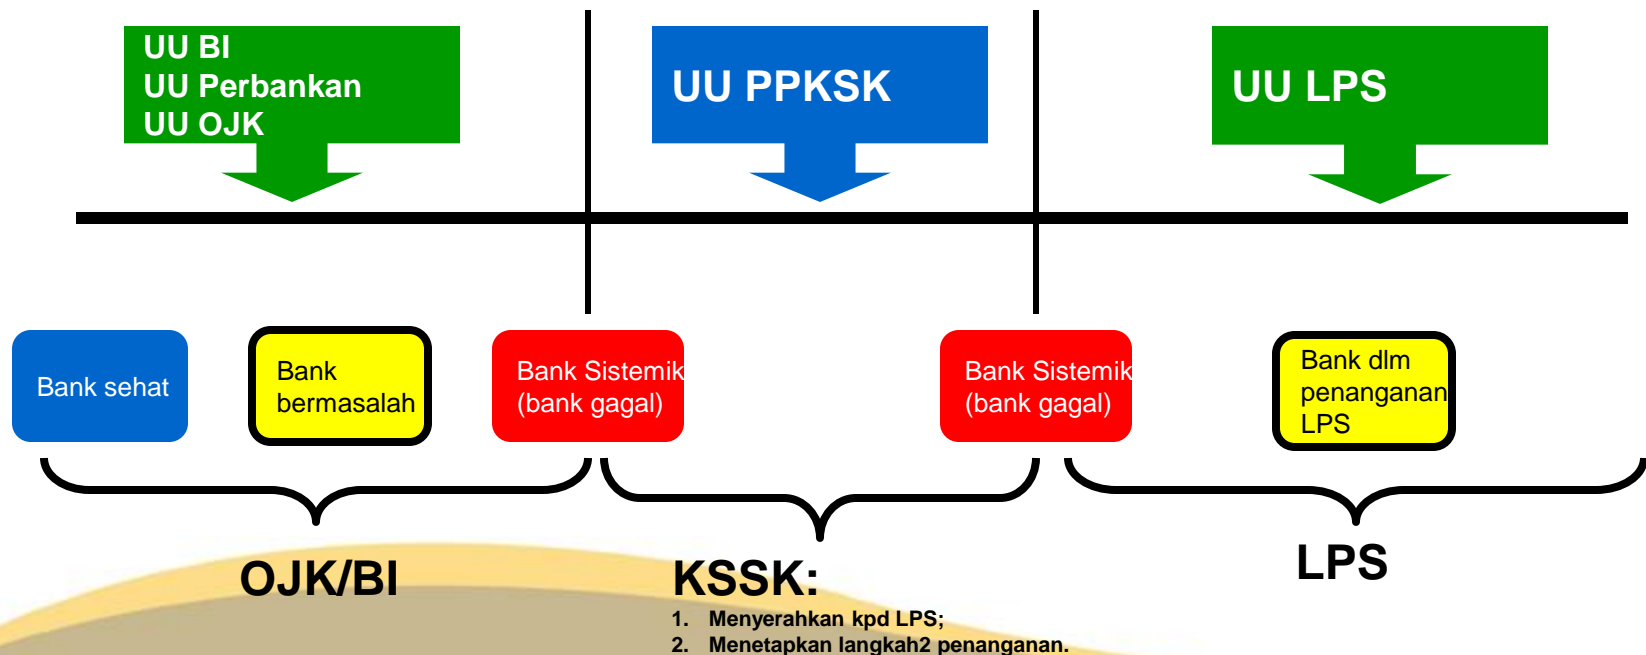 UU BI
UU Perbankan
UU OJK
UU PPKSK
UU LPS
Bank sehat
Bank
bermasalah
Bank Sistemik
(bank gagal)
Bank Sistemik
(bank gagal)
Bank dlm
penanganan
LPS
OJK/BI
KSSK:
1. Menyerahkan kpd LPS;
2. Menetapkan langkah2 penanganan.
LPS